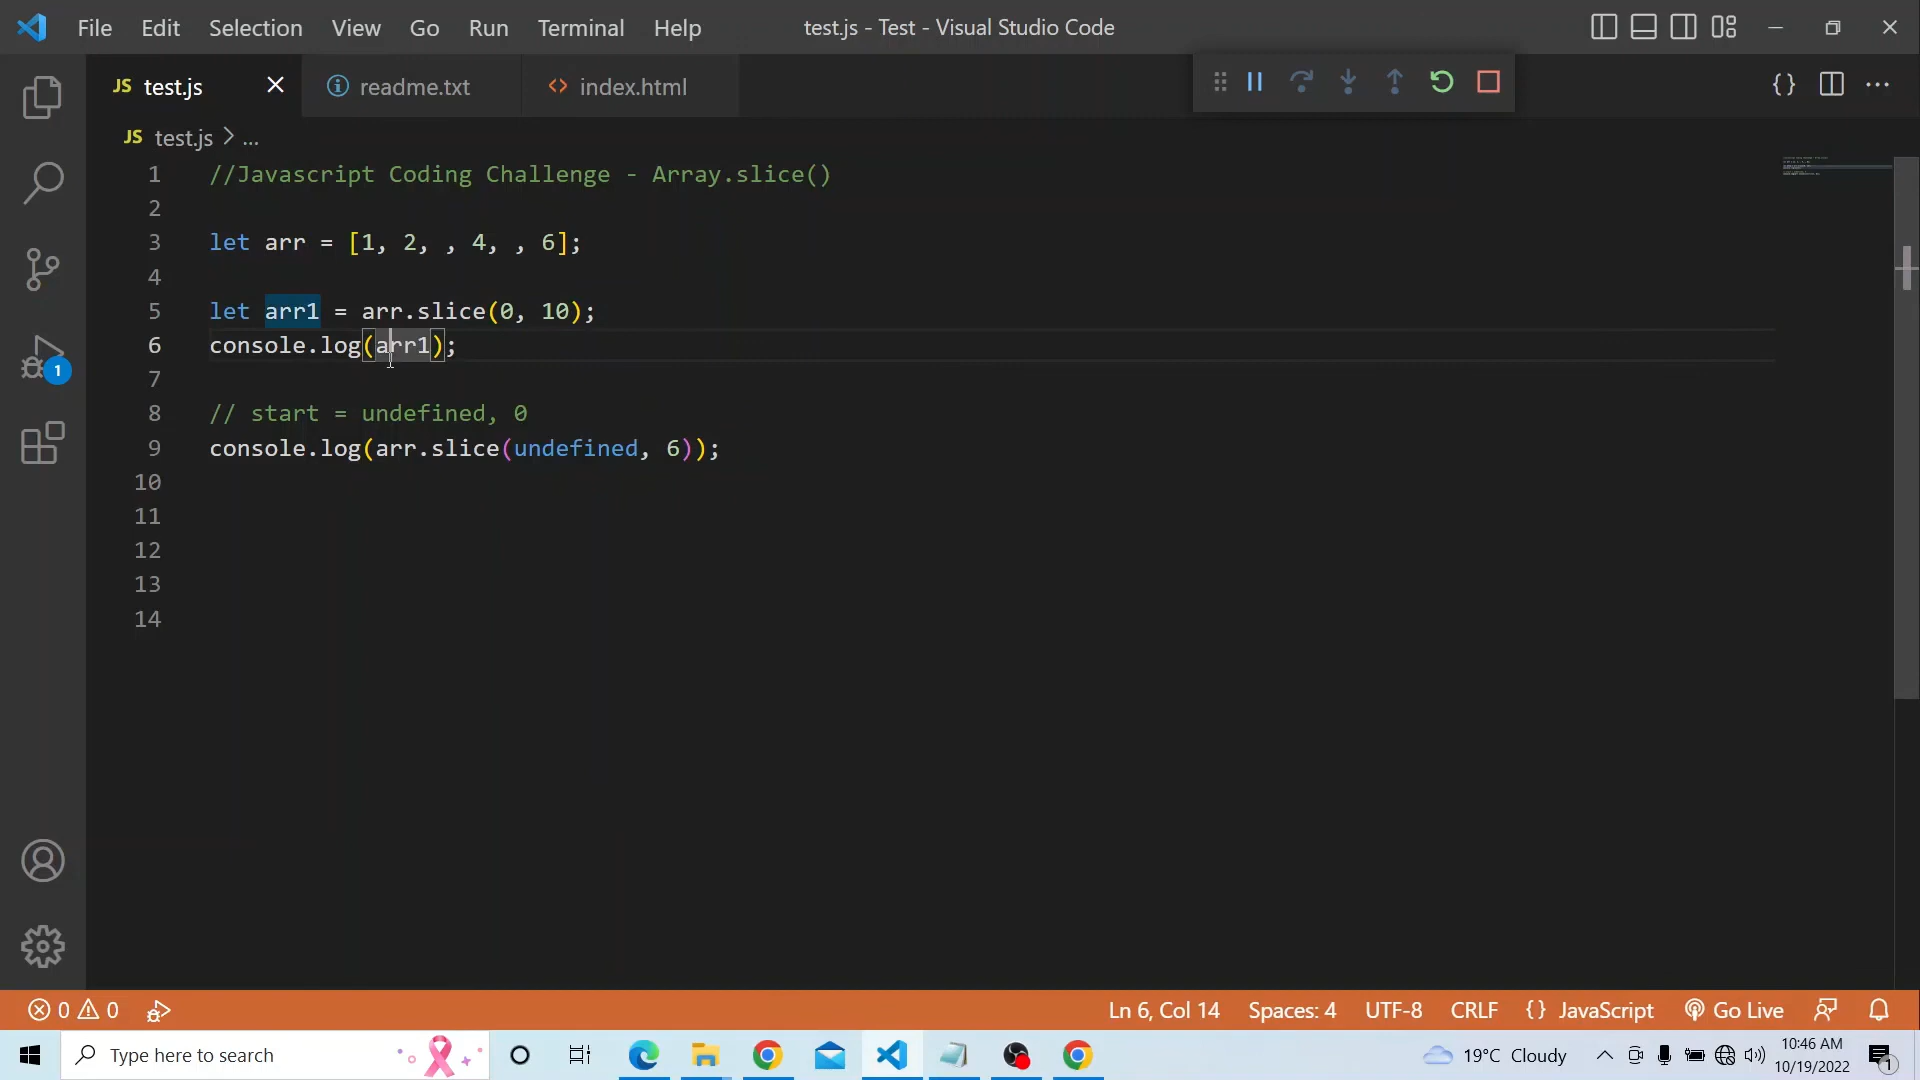 File Edit Selection View Go Run Terminal Help test.js - Test - Visual Studio Code
JS test.js readme.txt index.html
JS test.js > ...
1 //Javascript Coding Challenge - Array.slice()
2
3 let arr = [1, 2, , 4, , 6];
4
5 let arr1 = arr.slice(0, 10);
6 console.log(arr1);
7
8 // start = undefined, 0
9 console.log(arr.slice(undefined, 6));
10
11
12
13
14
1
0 0 Ln 6, Col 14 Spaces: 4 UTF-8 CRLF {} JavaScript Go Live
Type here to search 19°C Cloudy 10:46 AM
10/19/2022
1